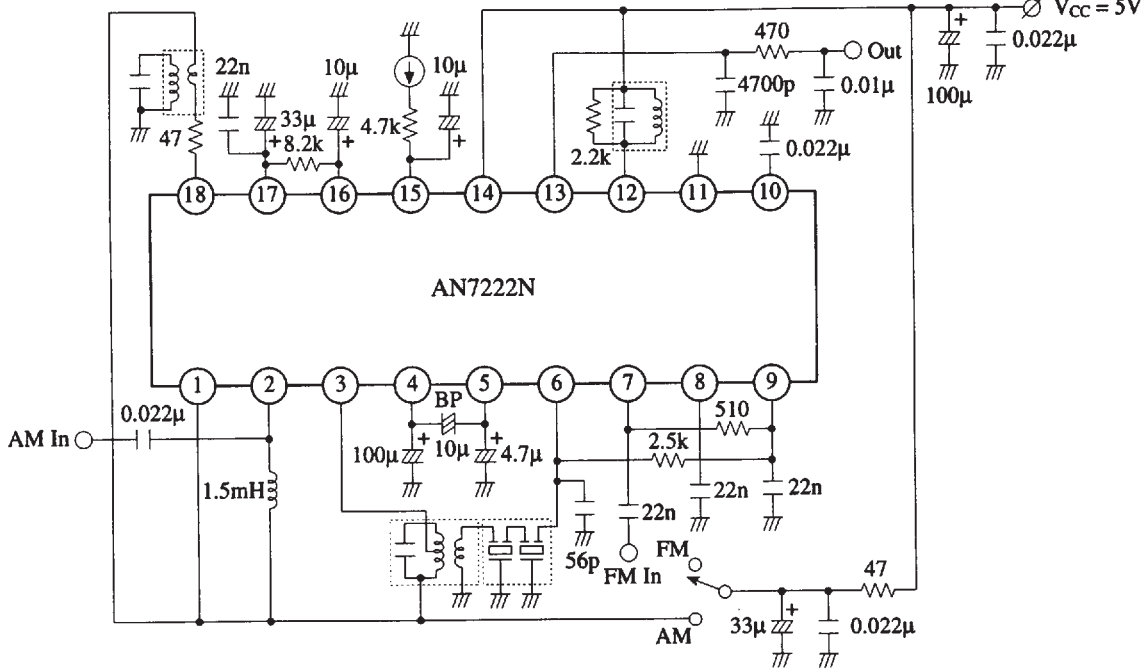 V_CC = 5V
470
Out
0.022μ
22n
10μ
10μ
4700p
0.01μ
100μ
33μ
4.7k
47
8.2k
2.2k
0.022μ
18 17 16 15 14 13 12 11 10
AN7222N
1 2 3 4 5 6 7 8 9
0.022μ
BP
510
AM In
10μ
2.5k
100μ
4.7μ
1.5mH
22n
22n
22n
56p
FM
FM In
47
AM
33μ
0.022μ